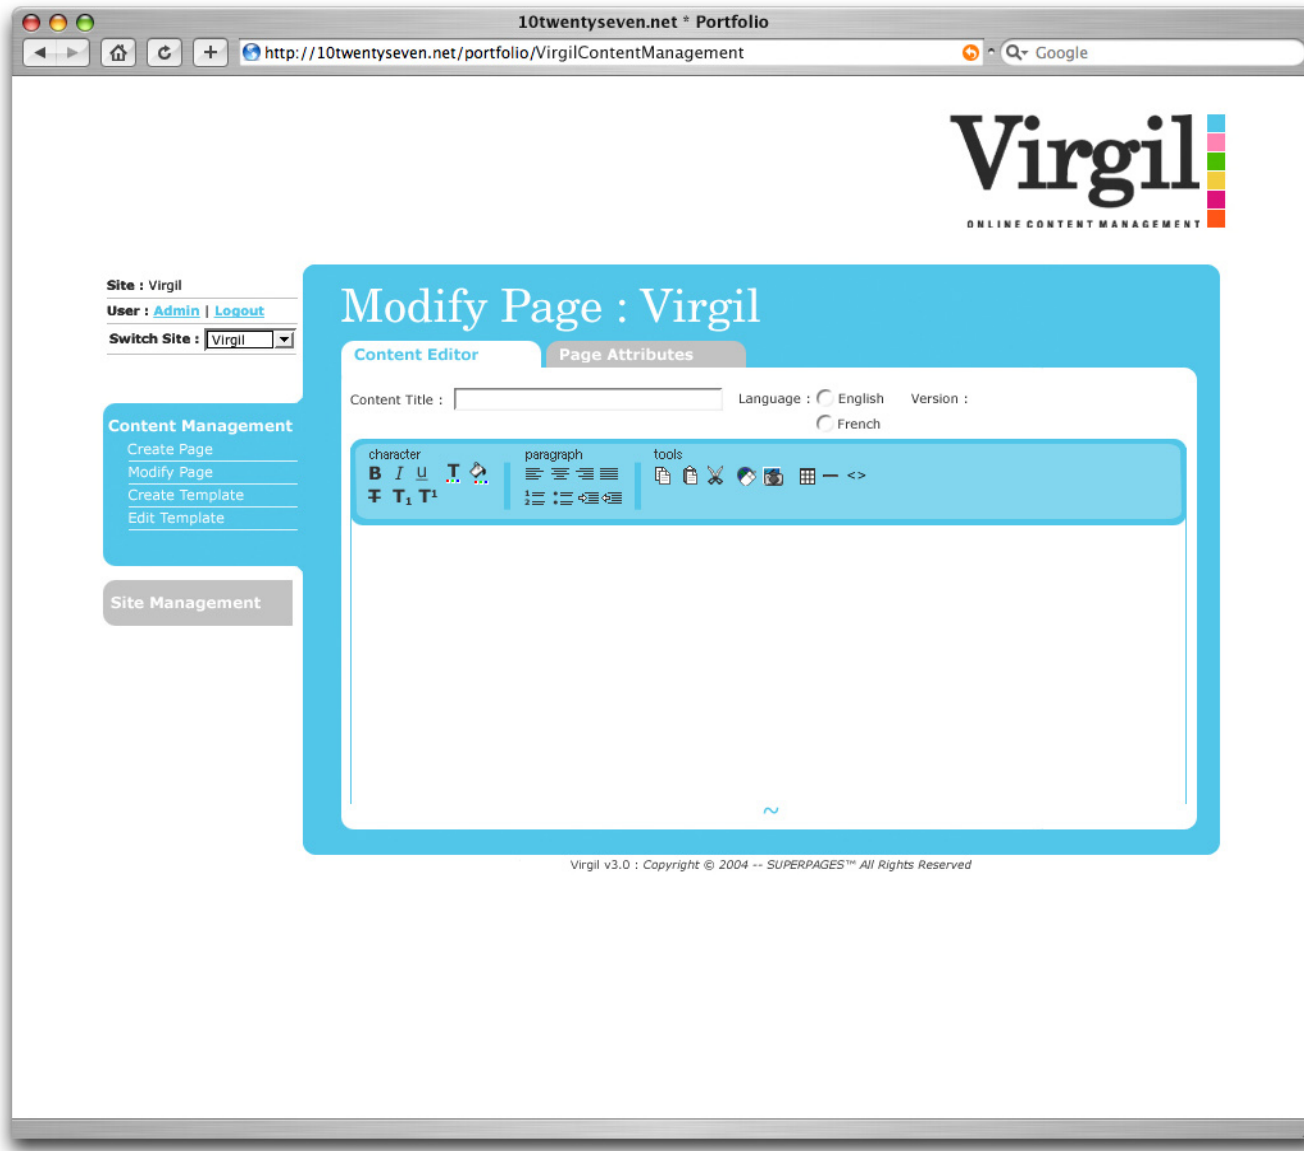 10twentyseven.net * Portfolio
http://10twentyseven.net/portfolio/VirgilContentManagement
Google
Virgil
ONLINE CONTENT MANAGEMENT
Site : Virgil
User : Admin | Logout
Switch Site : Virgil
Modify Page : Virgil
Content Editor
Page Attributes
Content Title :
Language : English
Version :
French
Content Management
Create Page
Modify Page
Create Template
Edit Template
Site Management
character
paragraph
tools
B I U T
T T1 T1
~
Virgil v3.0 : Copyright © 2004 -- SUPERPAGES™ All Rights Reserved